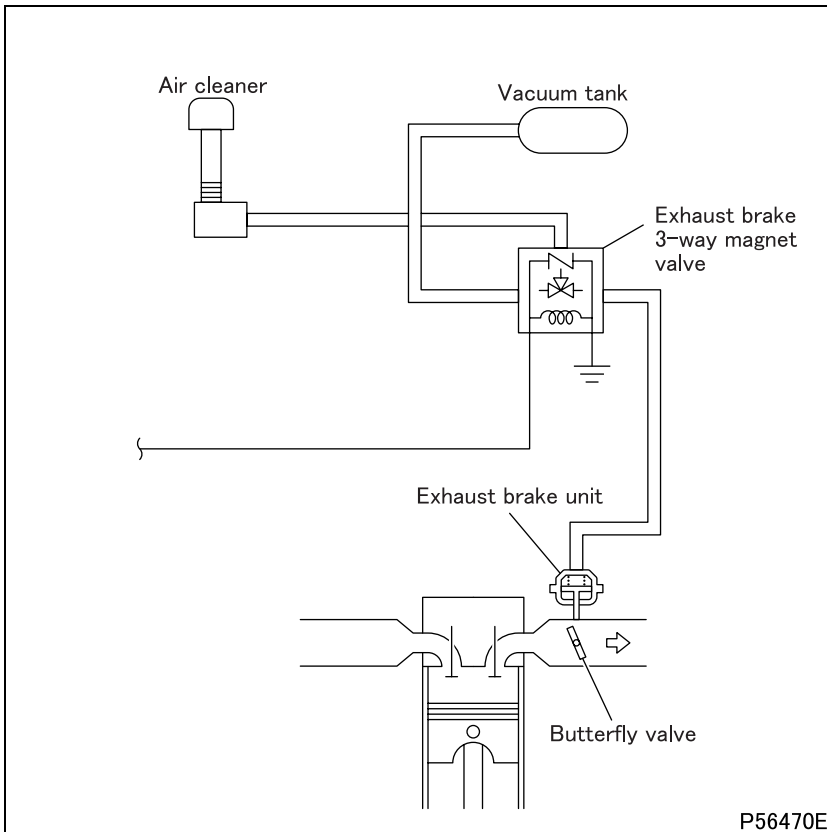 Air cleaner
Vacuum tank
Exhaust brake
3-way magnet
valve
Exhaust brake unit
Butterfly valve
P56470E